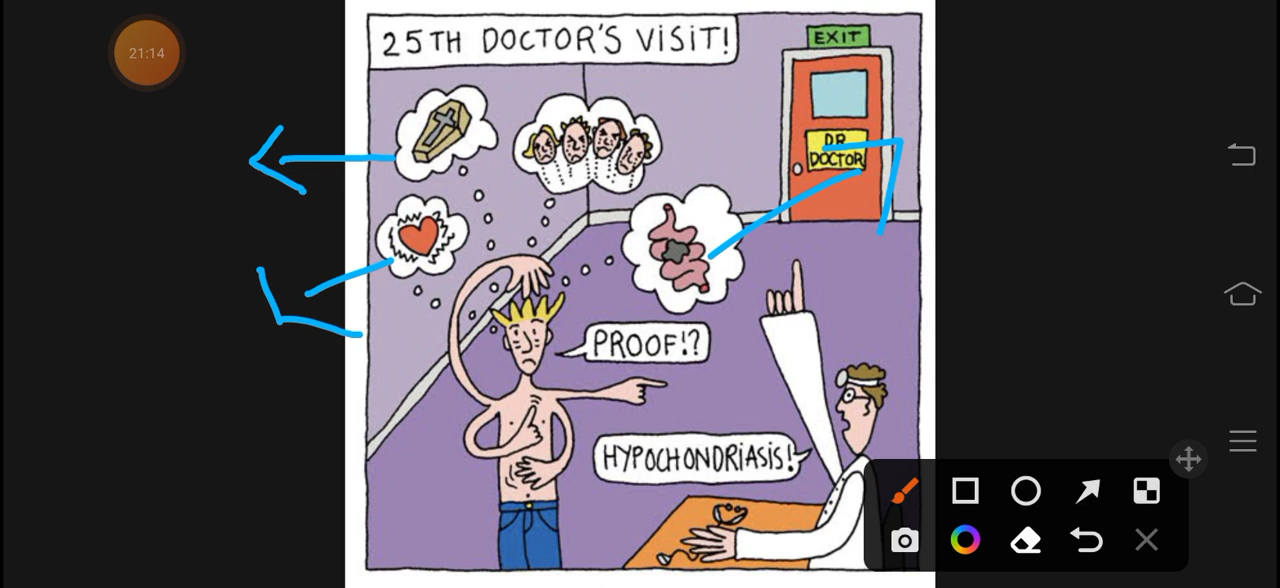 21:14
25TH DOCTOR'S VISIT!
EXIT
DR
DOCTOR
PROOF!?
HYPOCHONDRIASIS!